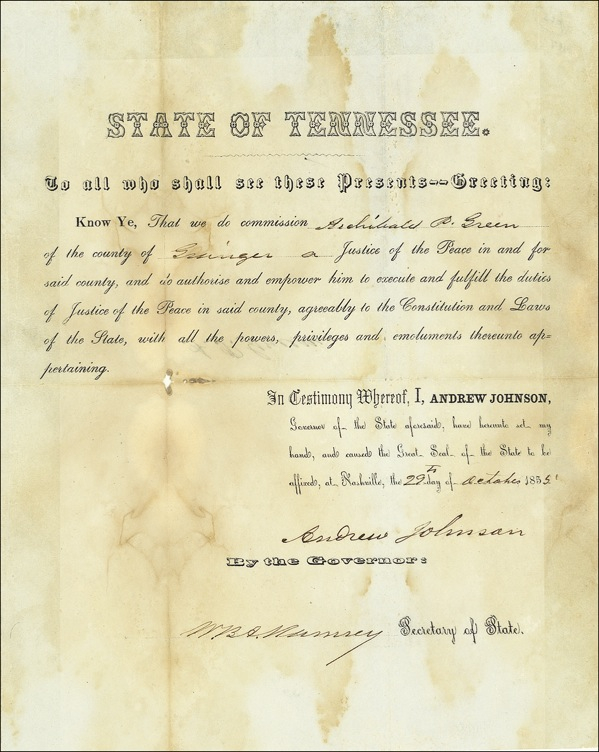 STATE OF TENNESSEE.
To all who shall see these Presents--Greeting:
Know Ye, That we do commission Archibald P. Green
of the county of Grainger a Justice of the Peace in and for
said county, and do authorise and empower him to execute and fulfill the duties
of Justice of the Peace in said county, agreeably to the Constitution and Laws
of the State, with all the powers, privileges and emoluments thereunto ap=
pertaining.
In Testimony Whereof, I, ANDREW JOHNSON,
Governor of the State aforesaid, have hereunto set my
hand, and caused the Great Seal of the State to be
affixed, at Nashville, the 29th day of October 1855
Andrew Johnson
By the Governor:
W B A Ramsey Secretary of State.